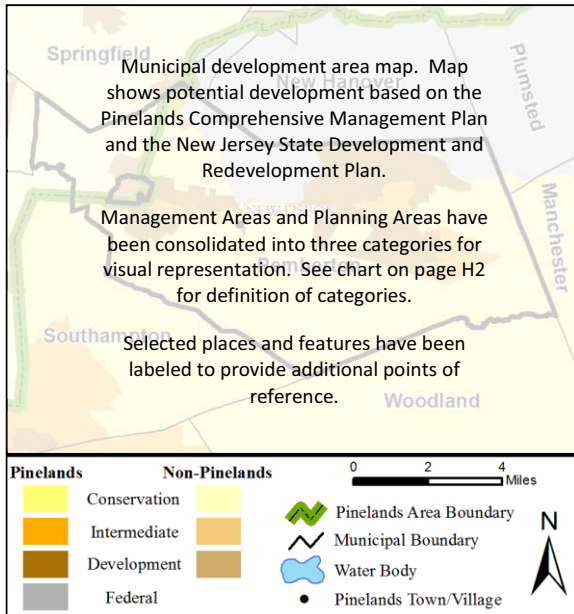 Springfield
Municipal development area map. Map
New Hanover
shows potential development based on the
Plumsted
Pinelands Comprehensive Management Plan
and the New Jersey State Development and
Redevelopment Plan.
Manchester
Management Areas and Planning Areas have
been consolidated into three categories for
Pemberton
visual representation. See chart on page H2
for definition of categories.
Southampton
Selected places and features have been
labeled to provide additional points of
reference.
Woodland
Pinelands Non-Pinelands
Conservation
Intermediate
Development
Federal
0 2 4
Miles
Pinelands Area Boundary
Municipal Boundary
Water Body
Pinelands Town/Village
N